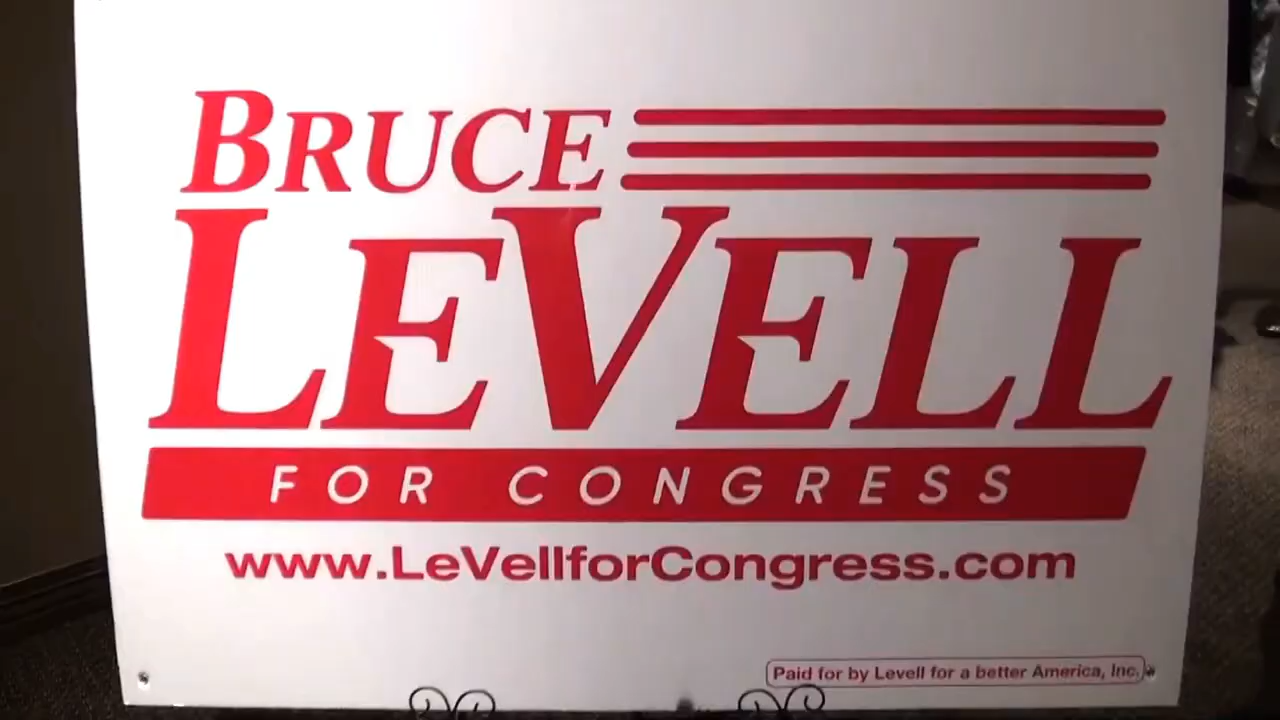 BRUCE
LEVELL
FOR CONGRESS
www.LeVellforCongress.com
Paid for by Levell for a better America, Inc.